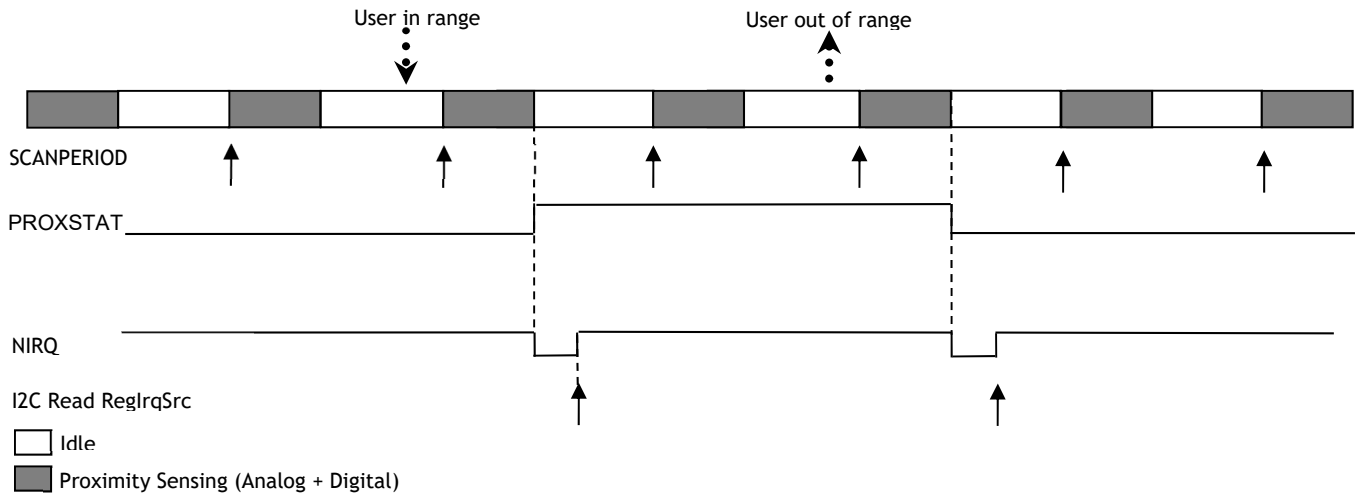 User in range
User out of range
SCANPERIOD
PROXSTAT
NIRQ
I2C Read RegIrqSrc
Idle
Proximity Sensing (Analog + Digital)